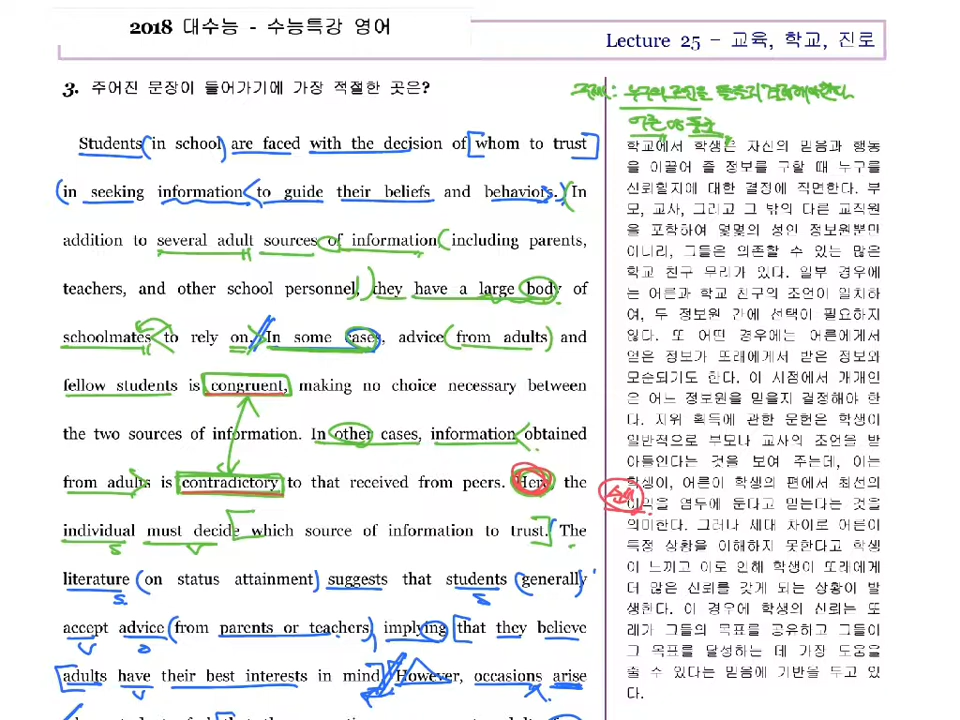 2018 대수능 - 수능특강 영어
Lecture 25 – 교육, 학교, 진로
3. 주어진 문장이 들어가기에 가장 적절한 곳은?
Students in school are faced with the decision of whom to trust
in seeking information to guide their beliefs and behaviors. In
addition to several adult sources of information (including parents,
teachers, and other school personnel,) they have a large body of
schoolmates to rely on. In some cases, advice from adults and
fellow students is congruent, making no choice necessary between
the two sources of information. In other cases, information obtained
from adults is contradictory to that received from peers. Here the
individual must decide which source of information to trust. The
literature on status attainment suggests that students generally
accept advice from parents or teachers, implying that they believe
adults have their best interests in mind. However, occasions arise
학교에서 학생은 자신의 믿음과 행동
을 이끌어 줄 정보를 구할 때 누구를
신뢰할지에 대한 결정에 직면한다. 부
모, 교사, 그리고 그 밖의 다른 교직원
을 포함하여 몇몇의 성인 정보원뿐만
아니라, 그들은 의존할 수 있는 많은
학교 친구 무리가 있다. 일부 경우에
는 어른과 학교 친구의 조언이 일치하
여, 두 정보원 간에 선택이 필요하지
않다. 또 어떤 경우에는 어른에게서
얻은 정보가 또래에게서 받은 정보와
모순되기도 한다. 이 시점에서 개개인
은 어느 정보원을 믿을지 결정해야 한
다. 지위 획득에 관한 문헌은 학생이
일반적으로 부모나 교사의 조언을 받
아들인다는 것을 보여 주는데, 이는
학생이, 어른이 학생의 편에서 최선의
이익을 염두에 둔다고 믿는다는 것을
의미한다. 그러나 세대 차이로 어른이
특정 상황을 이해하지 못한다고 학생
이 느끼고 이로 인해 학생이 또래에게
더 많은 신뢰를 갖게 되는 상황이 발
생한다. 이 경우에 학생의 신뢰는 또
래가 그들의 목표를 공유하고 그들이
그 목표를 달성하는 데 가장 도움을
줄 수 있다는 믿음에 기반을 두고 있
다.